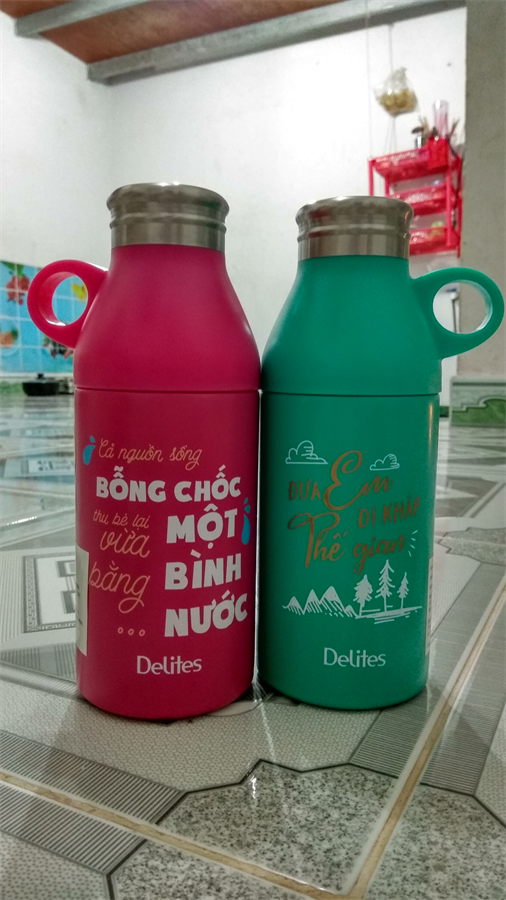 Cả nguồn sống
BỖNG CHỐC
thu bé lại
MỘT
vừa
bằng
BÌNH
...
NƯỚC
Delites
ĐƯA Em
ĐI KHẮP
Thế gian
Delites